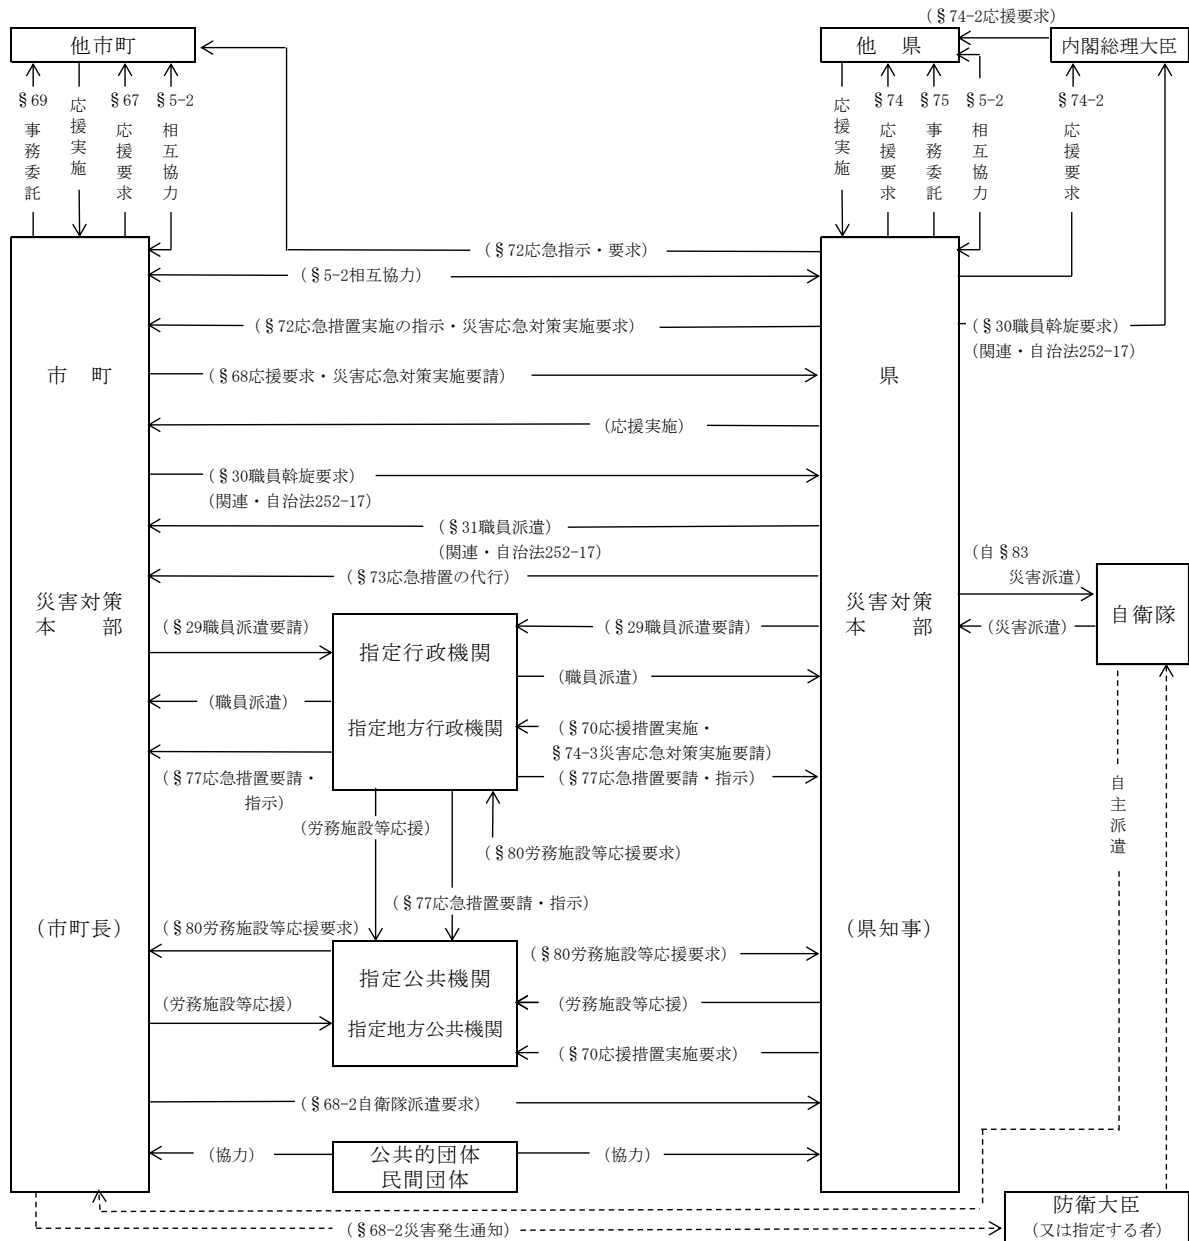 (§74-2応援要求)
他市町
他　県
内閣総理大臣
§69
事務委託
応援実施
§67
応援要求
§5-2
相互協力
応援実施
§74
応援要求
§75
事務委託
§5-2
相互協力
§74-2
応援要求
(§72応急指示・要求)
(§5-2相互協力)
(§72応急措置実施の指示・災害応急対策実施要求)
(§30職員斡旋要求)
(関連・自治法252-17)
市　町
(§68応援要求・災害応急対策実施要請)
県
(応援実施)
(§30職員斡旋要求)
(関連・自治法252-17)
(§31職員派遣)
(関連・自治法252-17)
(自§83
災害派遣)
(§73応急措置の代行)
災害対策
本　　部
災害対策
本　　部
自衛隊
(災害派遣)
(§29職員派遣要請)
指定行政機関
(§29職員派遣要請)
(職員派遣)
(職員派遣)
指定地方行政機関
(§70応援措置実施・
§74-3災害応急対策実施要請)
(§77応急措置要請・
指示)
(§77応急措置要請・指示)
自主派遣
(労務施設等応援)
(§80労務施設等応援要求)
(§77応急措置要請・指示)
(市町長)
(§80労務施設等応援要求)
(県知事)
(§80労務施設等応援要求)
指定公共機関
(労務施設等応援)
(労務施設等応援)
指定地方公共機関
(§70応援措置実施要求)
(§68-2自衛隊派遣要求)
(協力)
公共的団体
民間団体
(協力)
(§68-2災害発生通知)
防衛大臣
(又は指定する者)